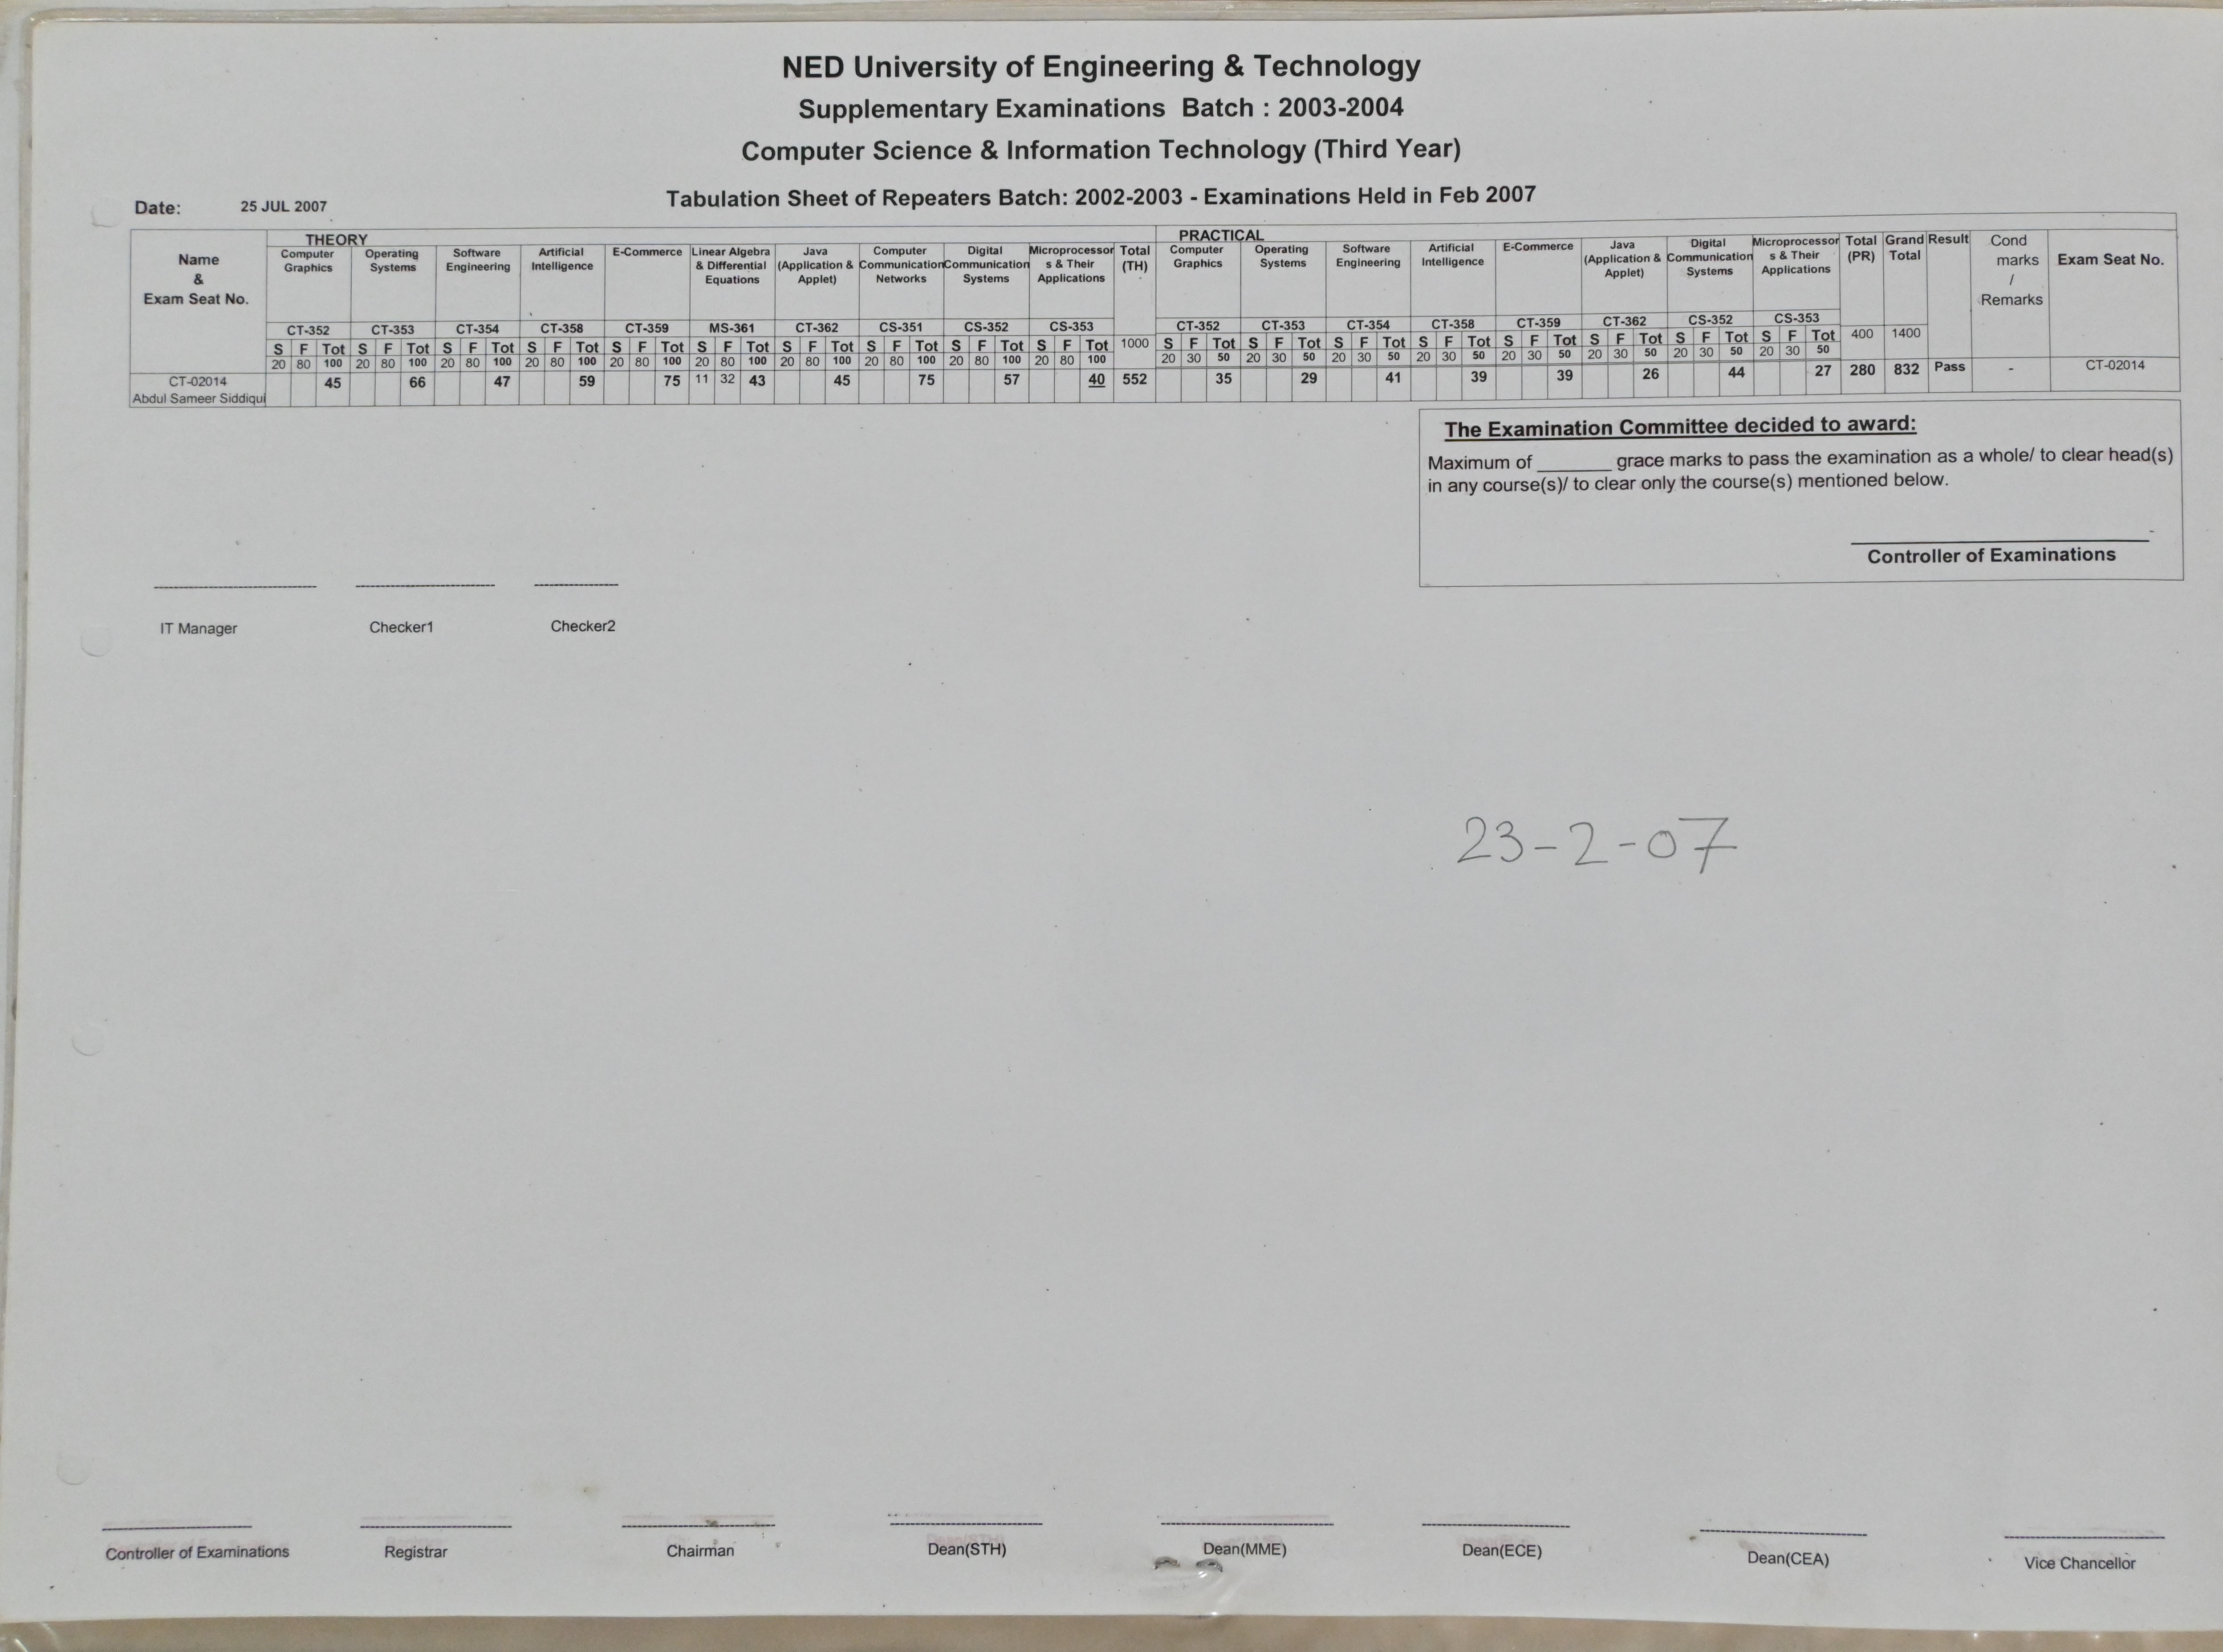 NED University of Engineering & Technology
Supplementary Examinations Batch : 2003-2004
Computer Science & Information Technology (Third Year)
Tabulation Sheet of Repeaters Batch: 2002-2003 - Examinations Held in Feb 2007
Date: 25 JUL 2007
THEORY PRACTICAL
Name & Exam Seat No. Computer Graphics Operating Systems Software Engineering Artificial Intelligence E-Commerce Linear Algebra & Differential Equations Java (Application & Applet) Computer Communication Networks Digital Communication Systems Microprocessor s & Their Applications Total (TH) Computer Graphics Operating Systems Software Engineering Artificial Intelligence E-Commerce Java (Application & Applet) Digital Communication Systems Microprocessor s & Their Applications Total (PR) Grand Total Result Cond marks / Remarks Exam Seat No.
CT-352 CT-353 CT-354 CT-358 CT-359 MS-361 CT-362 CS-351 CS-352 CS-353 CT-352 CT-353 CT-354 CT-358 CT-359 CT-362 CS-352 CS-353
S F Tot S F Tot S F Tot S F Tot S F Tot S F Tot S F Tot S F Tot S F Tot S F Tot 1000 S F Tot S F Tot S F Tot S F Tot S F Tot S F Tot S F Tot S F Tot 400 1400
20 80 100 20 80 100 20 80 100 20 80 100 20 80 100 20 80 100 20 80 100 20 80 100 20 80 100 20 80 100 20 30 50 20 30 50 20 30 50 20 30 50 20 30 50 20 30 50 20 30 50 20 30 50
CT-02014 45 66 47 59 75 11 32 43 45 75 57 40 552 35 29 41 39 39 26 44 27 280 832 Pass - CT-02014
Abdul Sameer Siddiqui
The Examination Committee decided to award:
Maximum of _______ grace marks to pass the examination as a whole/ to clear head(s)
in any course(s)/ to clear only the course(s) mentioned below.
Controller of Examinations
IT Manager Checker1 Checker2
23-2-07
Controller of Examinations Registrar Chairman Dean(STH) Dean(MME) Dean(ECE) Dean(CEA) Vice Chancellor